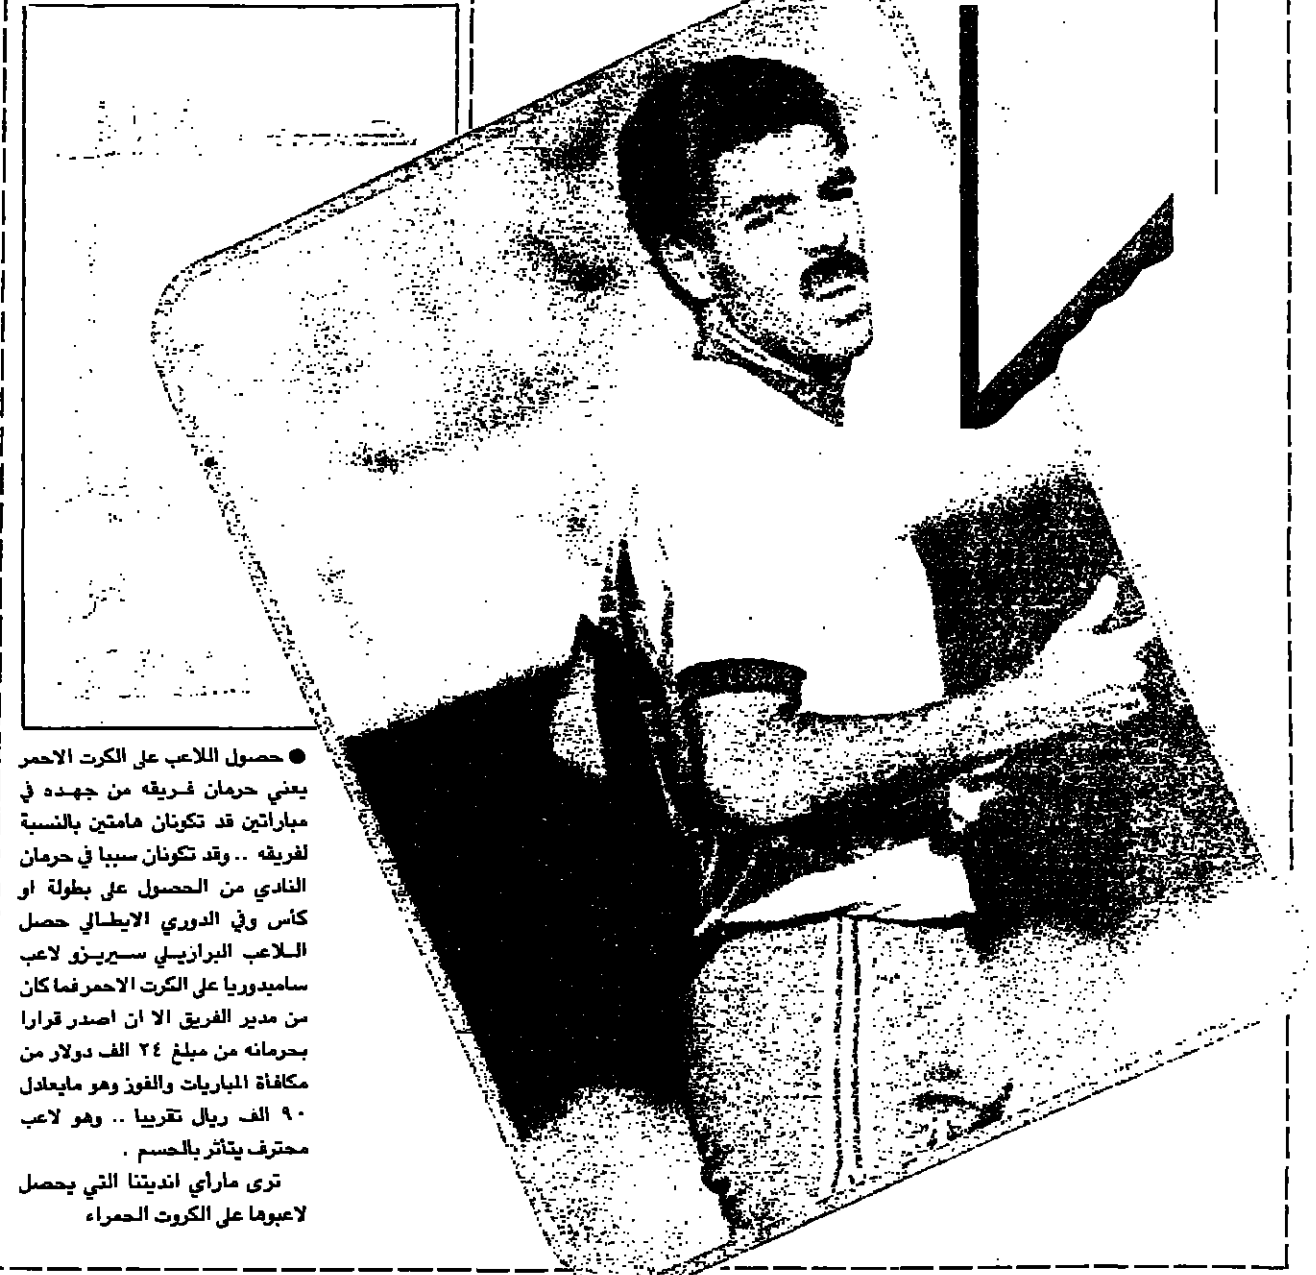 ● حصول اللاعب على الكرت الاحمر
يعني حرمان فريقه من جهده في
مباراتين قد تكونان هامتين بالنسبة
لفريقه .. وقد تكونان سببا في حرمان
النادي من الحصول على بطولة او
كأس وفي الدوري الايطالي حصل
اللاعب البرازيلي سيريزو لاعب
سامبدوريا على الكرت الاحمر فما كان
من مدير الفريق الا ان اصدر قرارا
بحرمانه من مبلغ ٢٤ الف دولار من
مكافأة المباريات والفوز وهو مايعادل
٩٠ الف ريال تقريبا .. وهو لاعب
محترف يتأثر بالحسم .
ترى مارأي انديتنا التي يحصل
لاعبوها على الكروت الحمراء